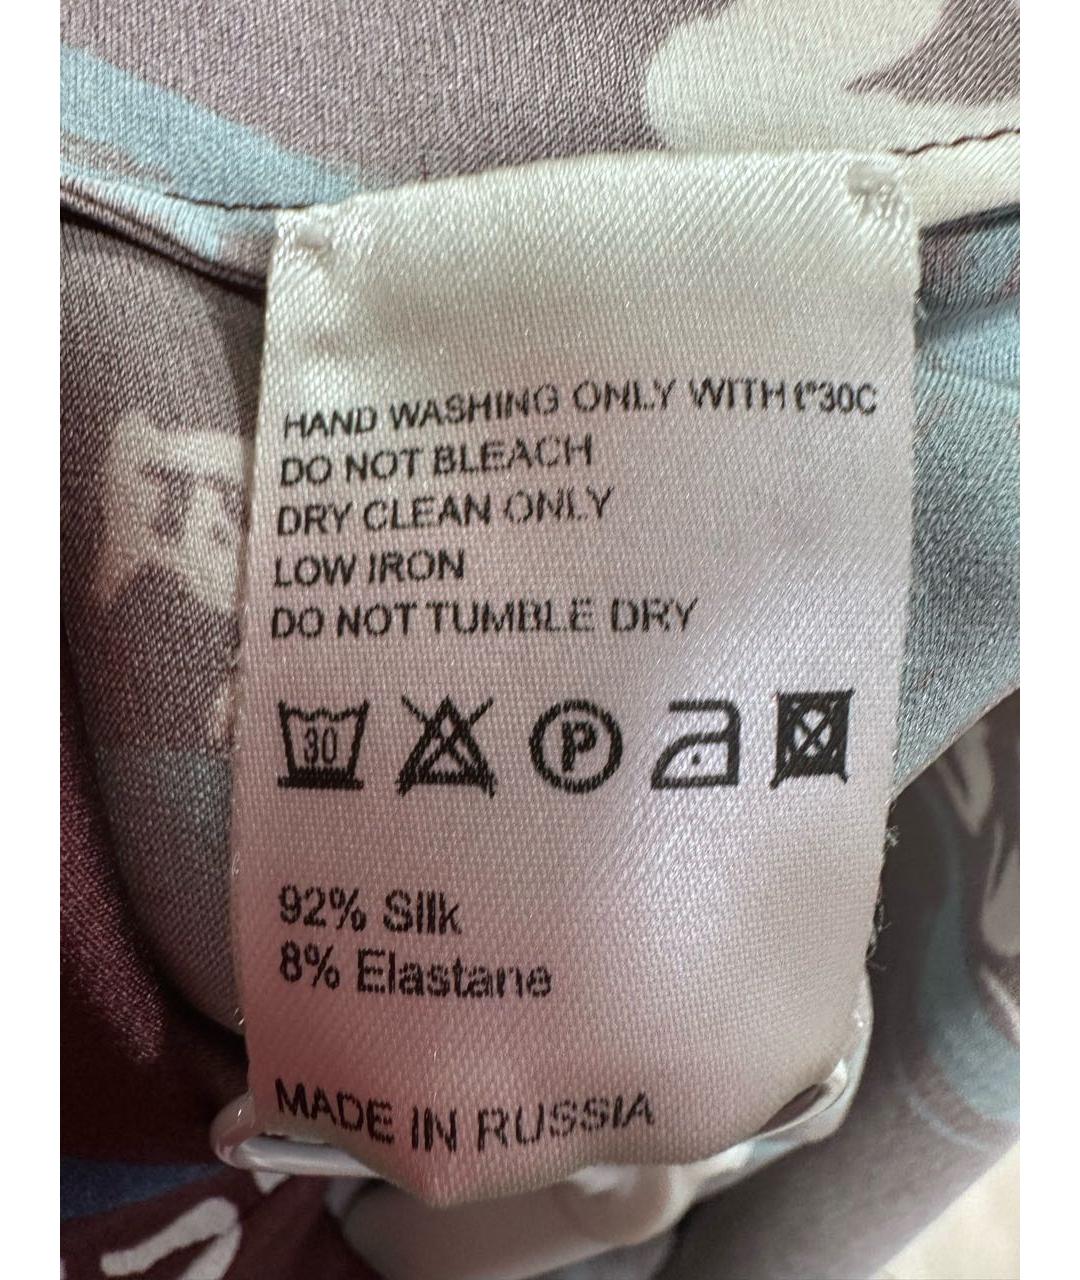 HAND WASHING ONLY WITH t°30C
DO NOT BLEACH
DRY CLEAN ONLY
LOW IRON
DO NOT TUMBLE DRY
30
P
92% Silk
8% Elastane
MADE IN RUSSIA